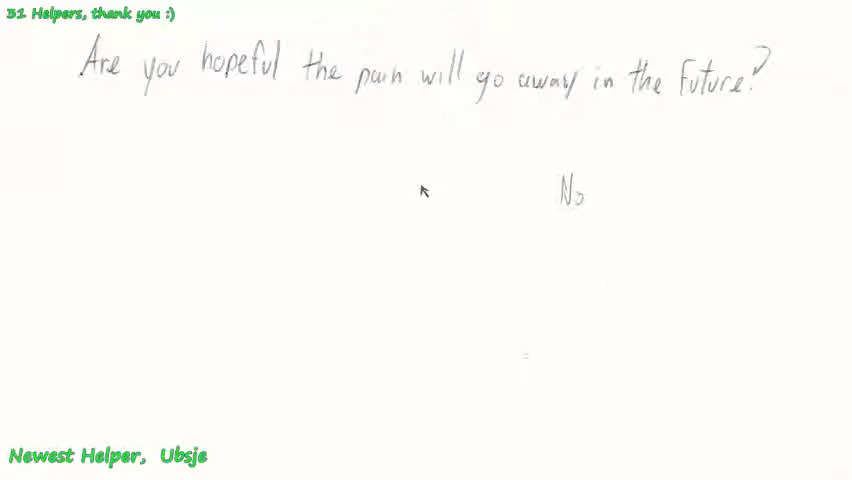 31 Helpers, thank you :)
Are you hopeful the pain will go away in the future?
No
Newest Helper, Ubsje